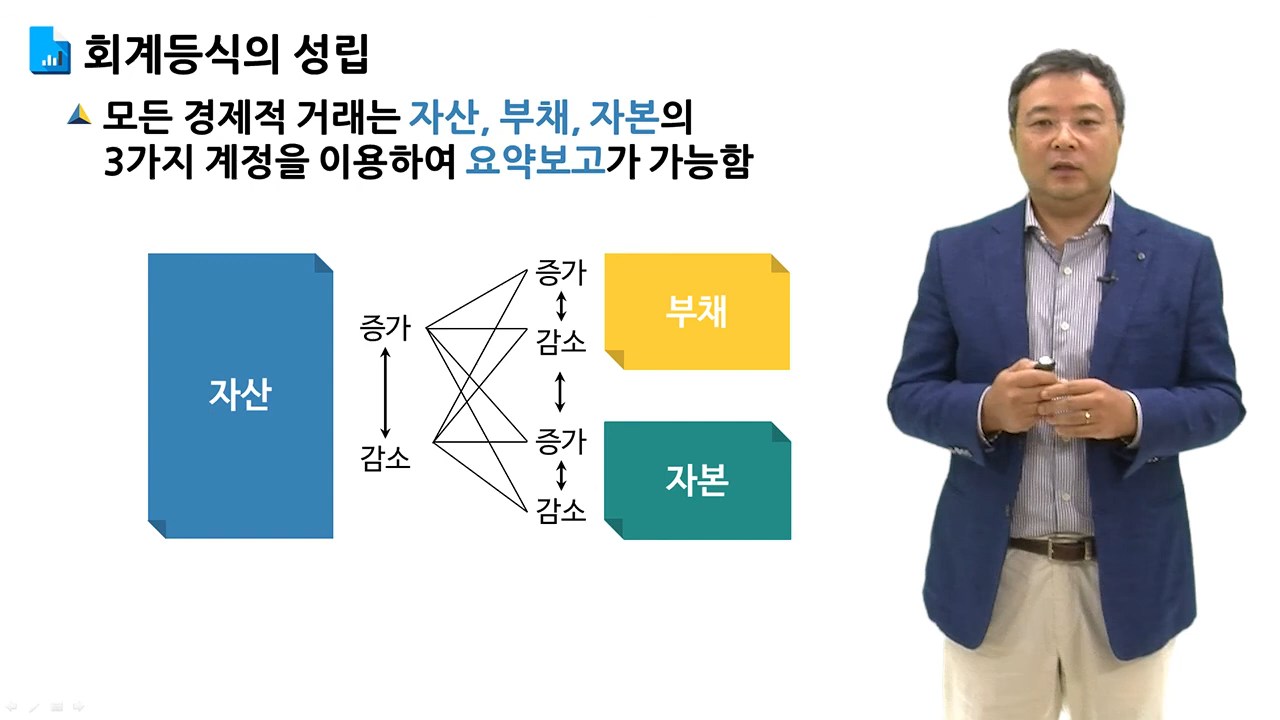 회계등식의 성립
모든 경제적 거래는 자산, 부채, 자본의
3가지 계정을 이용하여 요약보고가 가능함
자산
증가
감소
증가
감소
증가
감소
부채
자본